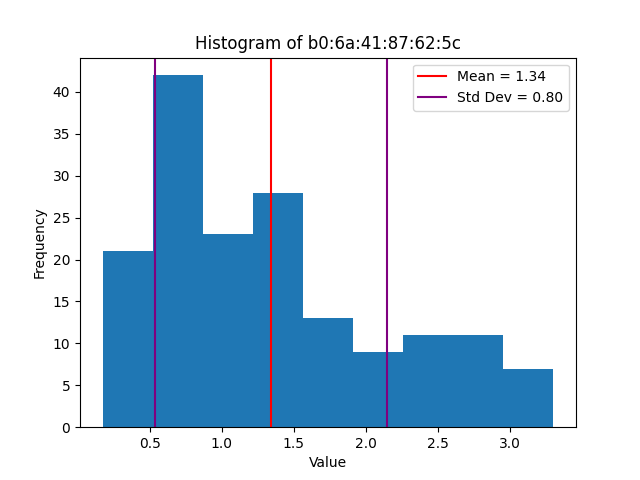 Histogram of b0:6a:41:87:62:5c
Mean = 1.34
Std Dev = 0.80
Frequency
40
35
30
25
20
15
10
5
0
0.5 1.0 1.5 2.0 2.5 3.0
Value